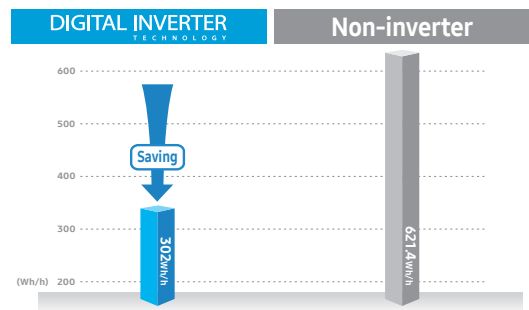 DIGITAL INVERTER
TECHNOLOGY
Non-inverter
600
500
Saving
400
300
302Wh/h
621.4Wh/h
(Wh/h) 200